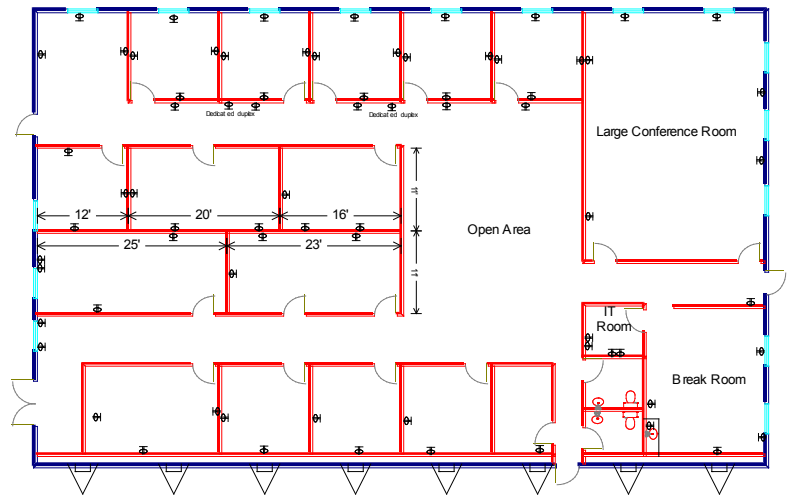 Dedicated duplex
Dedicated duplex
Large Conference Room
12'
20'
16'
11'
Open Area
25'
23'
11'
IT
Room
Break Room